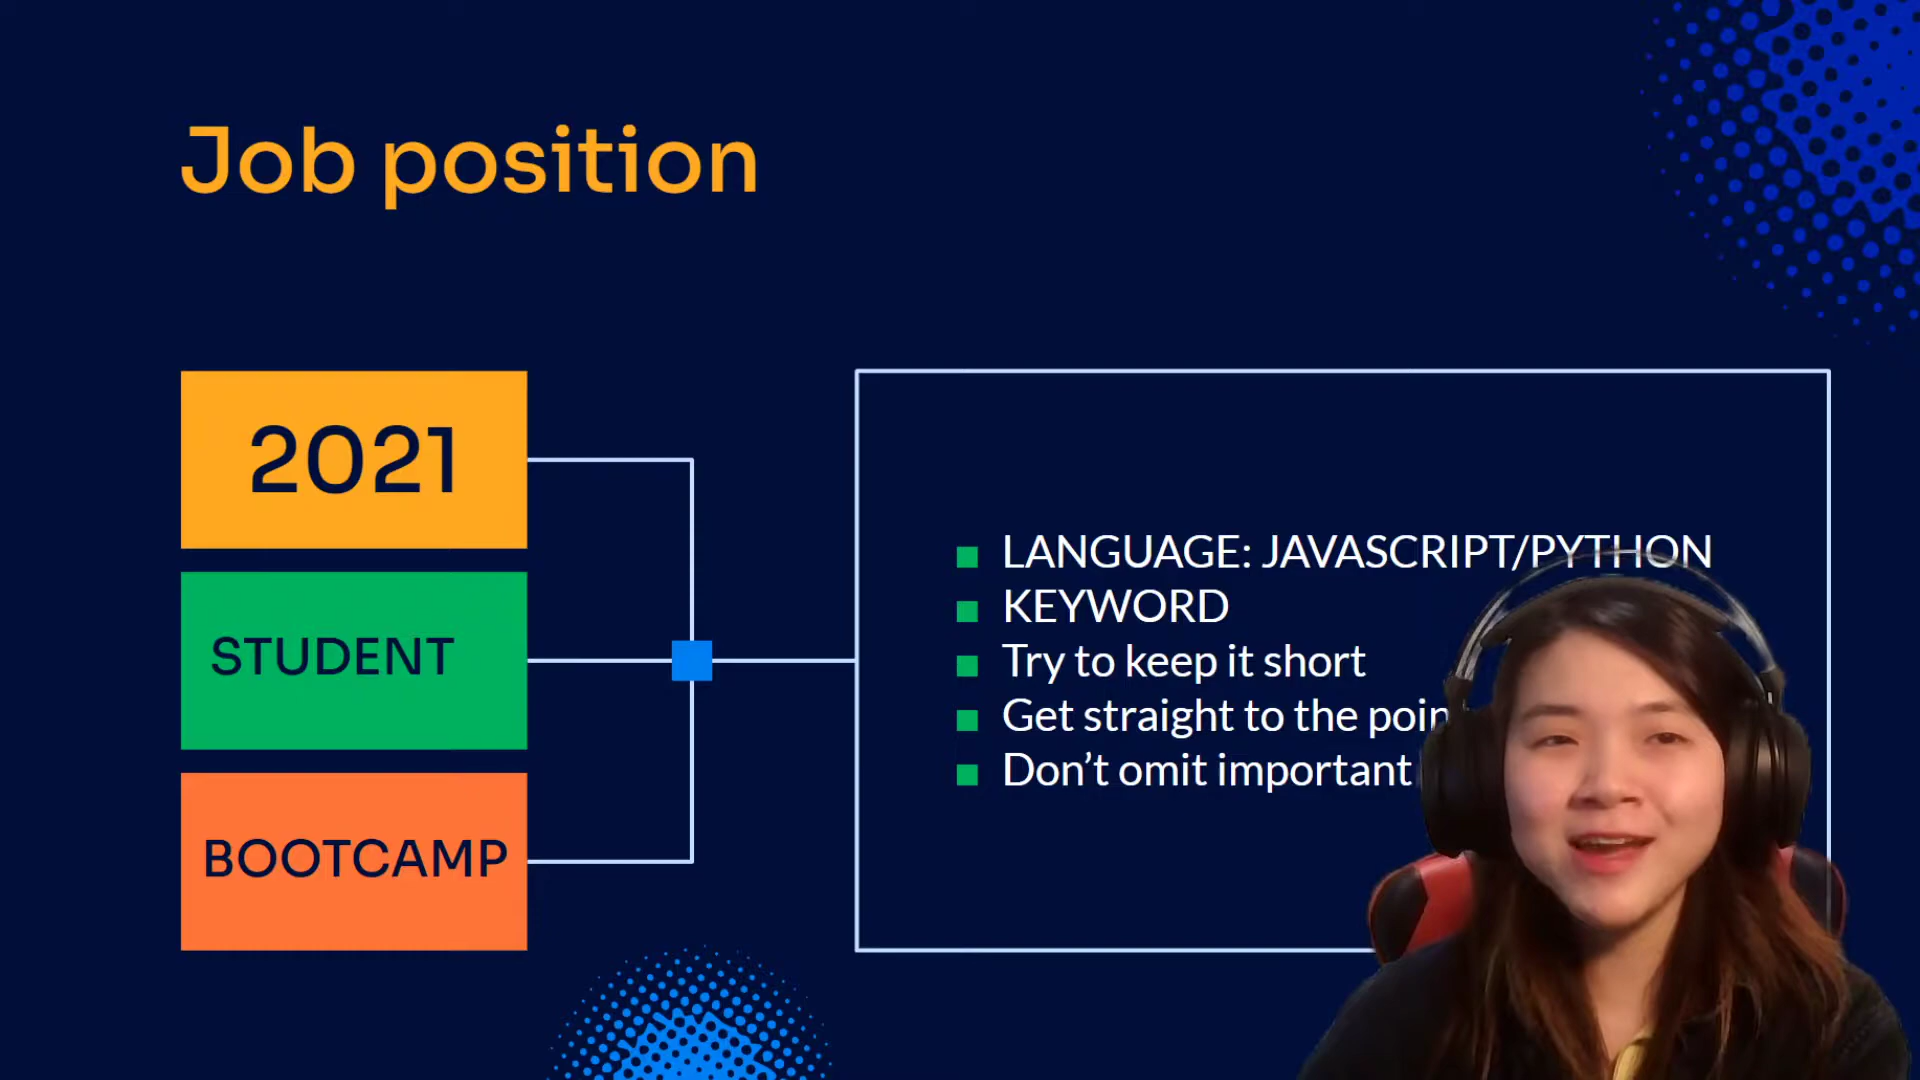 Job position
2021
STUDENT
BOOTCAMP
LANGUAGE: JAVASCRIPT/PYTHON
KEYWORD
Try to keep it short
Get straight to the
Don't omit important